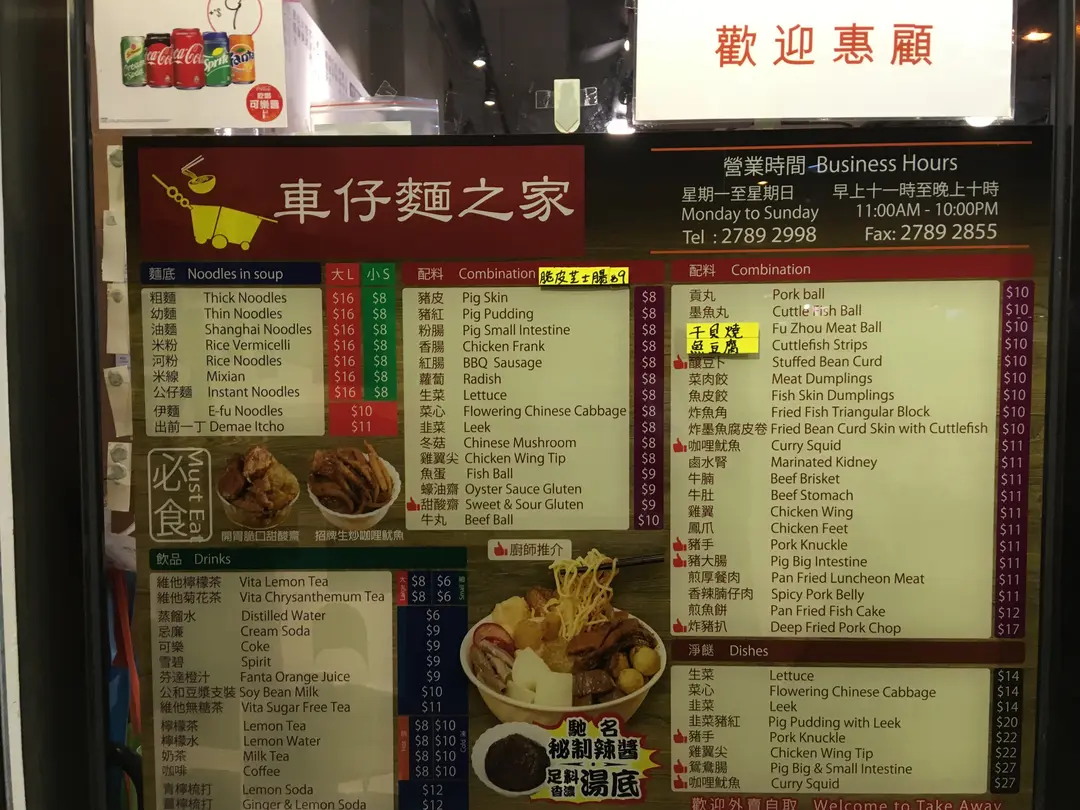 9
歡迎惠顧
車仔麵之家
營業時間 Business Hours
星期一至星期日 早上十一時至晚上十時
Monday to Sunday 11:00AM - 10:00PM
Tel : 2789 2998 Fax: 2789 2855
麵底 Noodles in soup 大 L 小 S
粗麵 Thick Noodles $16 $8
幼麵 Thin Noodles $16 $8
油麵 Shanghai Noodles $16 $8
米粉 Rice Vermicelli $16 $8
河粉 Rice Noodles $16 $8
米線 Mixian $16 $8
公仔麵 Instant Noodles $16 $8
伊麵 E-fu Noodles $10
出前一丁 Demae Itcho $11
必食 Must Eat
開胃脆口甜酸齋 招牌生炒咖哩魷魚
飲品 Drinks
維他檸檬茶 Vita Lemon Tea $8 $6
維他菊花茶 Vita Chrysanthemum Tea $8 $6
蒸餾水 Distilled Water $6
忌廉 Cream Soda $9
可樂 Coke $9
雪碧 Spirit $9
芬達橙汁 Fanta Orange Juice $9
公和豆漿支裝 Soy Bean Milk $10
維他無糖茶 Vita Sugar Free Tea $11
檸檬茶 Lemon Tea $8 $10
檸檬水 Lemon Water $8 $10
奶茶 Milk Tea $8 $10
咖啡 Coffee $8 $10
青檸梳打 Lemon Soda $12
薑檸梳打 Ginger & Lemon Soda $12
配料 Combination 脆皮芝士腸 $9
豬皮 Pig Skin $8
豬紅 Pig Pudding $8
粉腸 Pig Small Intestine $8
香腸 Chicken Frank $8
紅腸 BBQ Sausage $8
蘿蔔 Radish $8
生菜 Lettuce $8
菜心 Flowering Chinese Cabbage $8
韭菜 Leek $8
冬菇 Chinese Mushroom $8
雞翼尖 Chicken Wing Tip $8
魚蛋 Fish Ball $9
蠔油齋 Oyster Sauce Gluten $9
甜酸齋 Sweet & Sour Gluten $9
牛丸 Beef Ball $10
廚師推介
馳名
秘制辣醬
足料香濃湯底
配料 Combination
貢丸 Pork ball $10
墨魚丸 Cuttle Fish Ball $10
干貝燒 Fu Zhou Meat Ball $10
魚豆腐 Cuttlefish Strips $10
釀豆卜 Stuffed Bean Curd $10
菜肉餃 Meat Dumplings $10
魚皮餃 Fish Skin Dumplings $10
炸魚角 Fried Fish Triangular Block $10
炸墨魚腐皮卷 Fried Bean Curd Skin with Cuttlefish $10
咖哩魷魚 Curry Squid $11
鹵水腎 Marinated Kidney $11
牛腩 Beef Brisket $11
牛肚 Beef Stomach $11
雞翼 Chicken Wing $11
鳳爪 Chicken Feet $11
豬手 Pork Knuckle $11
豬大腸 Pig Big Intestine $11
煎厚餐肉 Pan Fried Luncheon Meat $11
香辣腩仔肉 Spicy Pork Belly $11
煎魚餅 Pan Fried Fish Cake $12
炸豬扒 Deep Fried Pork Chop $17
淨餸 Dishes
生菜 Lettuce $14
菜心 Flowering Chinese Cabbage $14
韭菜 Leek $14
韭菜豬紅 Pig Pudding with Leek $20
豬手 Pork Knuckle $22
雞翼尖 Chicken Wing Tip $22
鴛鴦腸 Pig Big & Small Intestine $27
咖哩魷魚 Curry Squid $27
歡迎外賣自取 Welcome to Take Awa